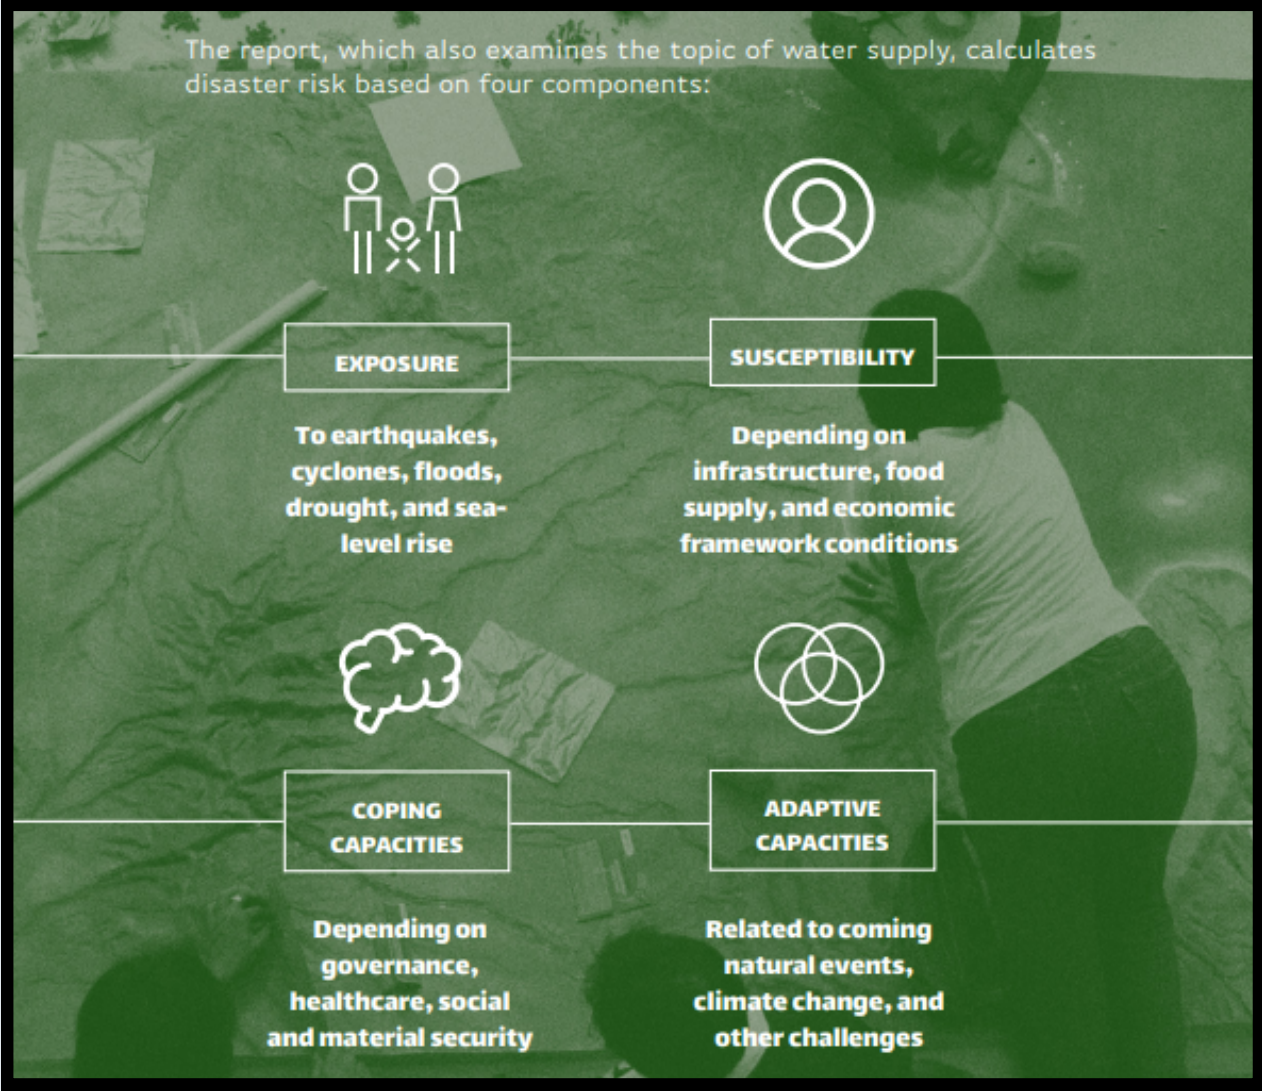 The report, which also examines the topic of water supply, calculates
disaster risk based on four components:
EXPOSURE
To earthquakes,
cyclones, floods,
drought, and sea-
level rise
SUSCEPTIBILITY
Depending on
infrastructure, food
supply, and economic
framework conditions
COPING
CAPACITIES
Depending on
governance,
healthcare, social
and material security
ADAPTIVE
CAPACITIES
Related to coming
natural events,
climate change, and
other challenges